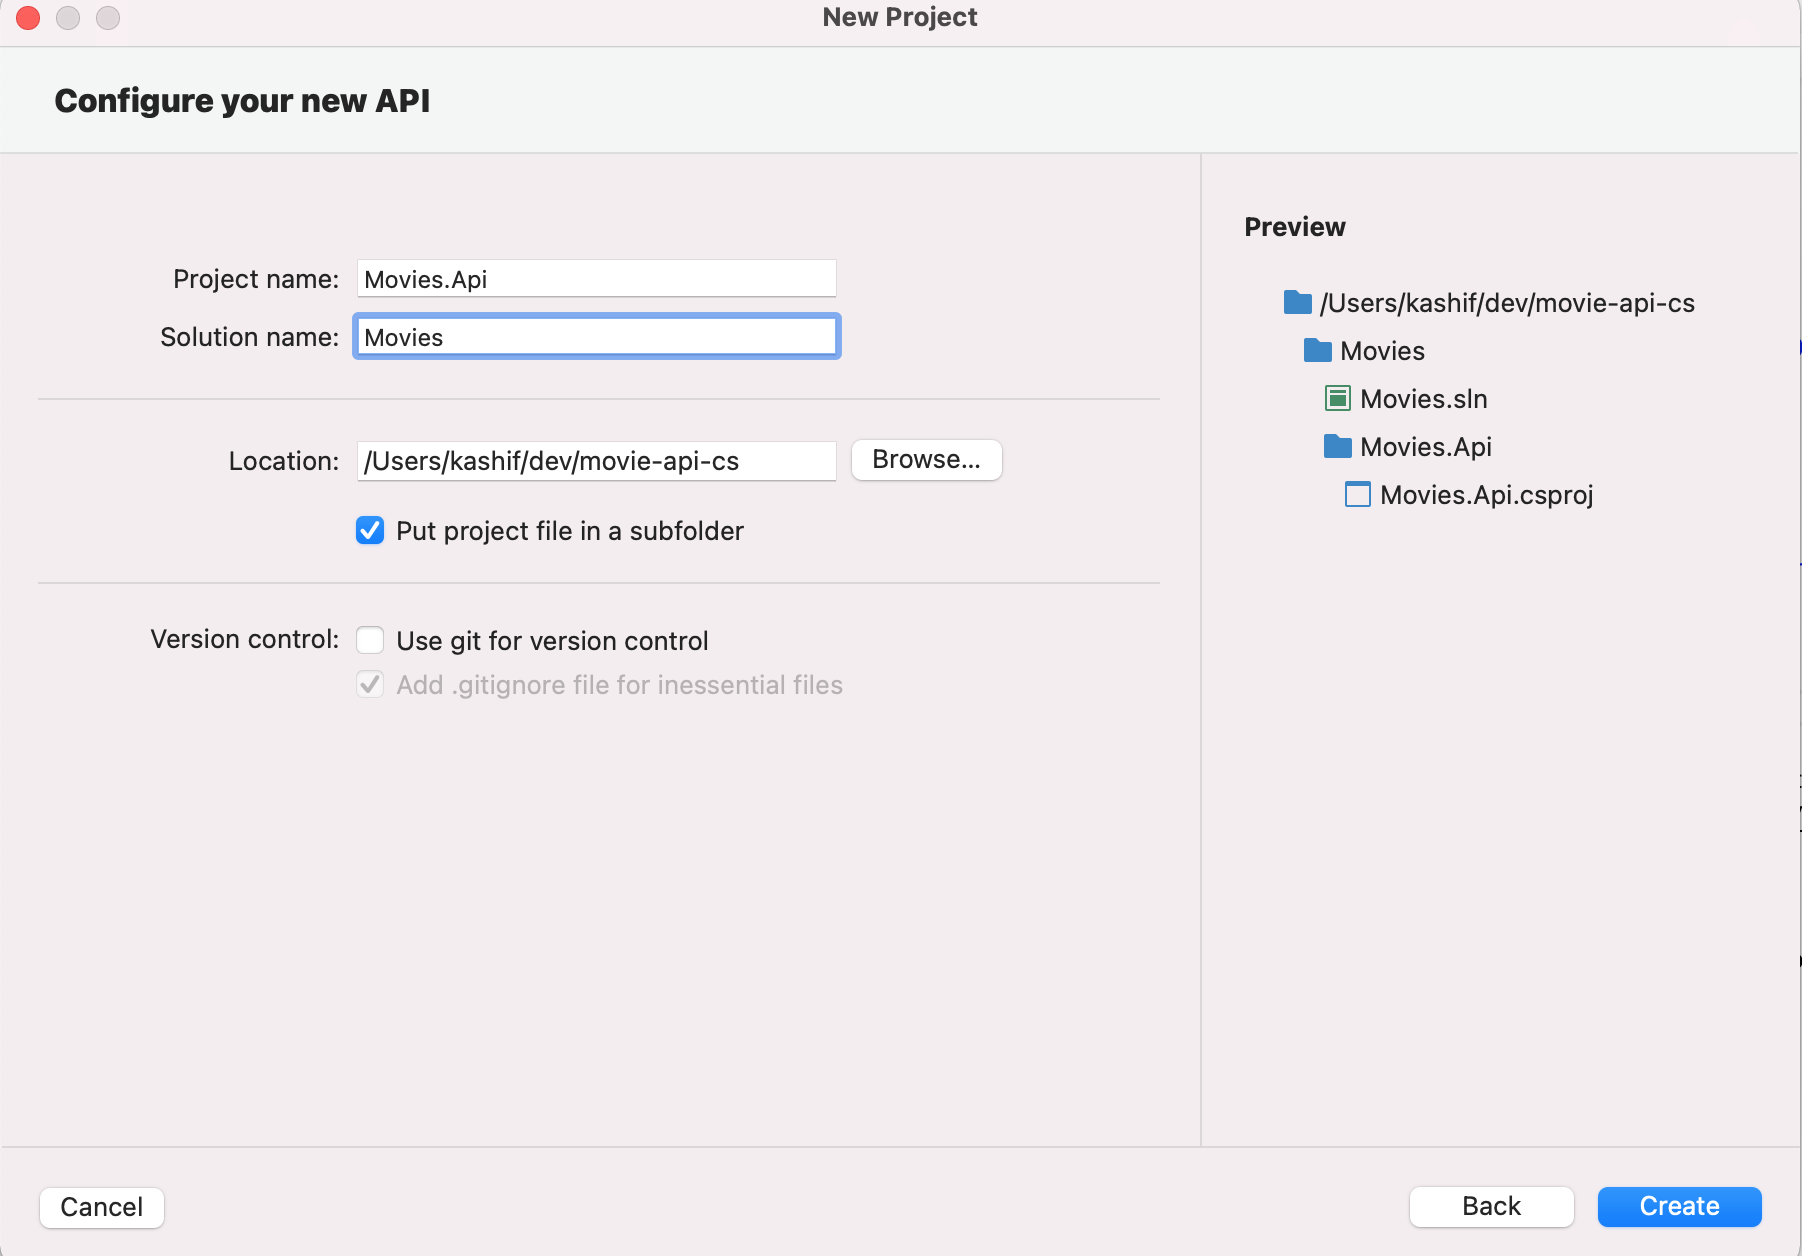 New Project
Configure your new API
Project name: Movies.Api
Solution name: Movies
Location: /Users/kashif/dev/movie-api-cs Browse...
Put project file in a subfolder
Version control: Use git for version control
Add .gitignore file for inessential files
Preview
/Users/kashif/dev/movie-api-cs
Movies
Movies.sln
Movies.Api
Movies.Api.csproj
Cancel Back Create